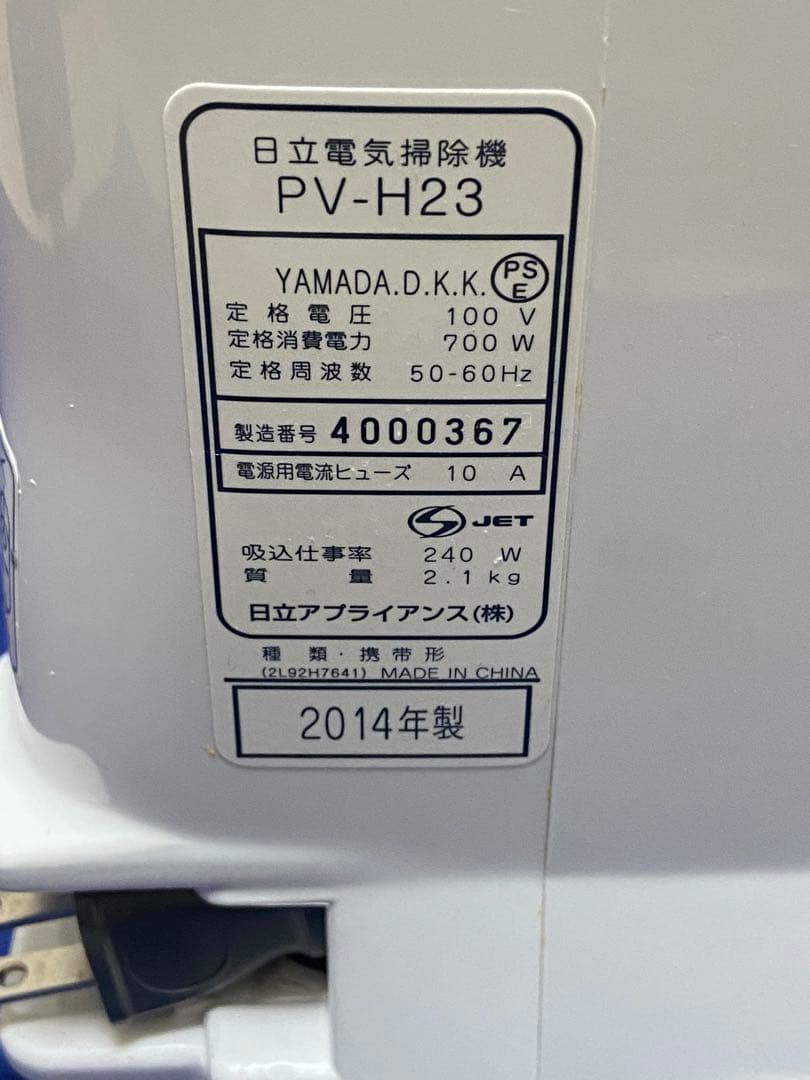 日立電気掃除機
PV-H23
YAMADA.D.K.K. PSE
定格電圧 100 V
定格消費電力 700 W
定格周波数 50-60Hz
製造番号 4000367
電源用電流ヒューズ 10 A
JET
吸込仕事率 240 W
質量 2.1kg
日立アプライアンス(株)
種類・携帯形
(2L92H7641) MADE IN CHINA
2014年製